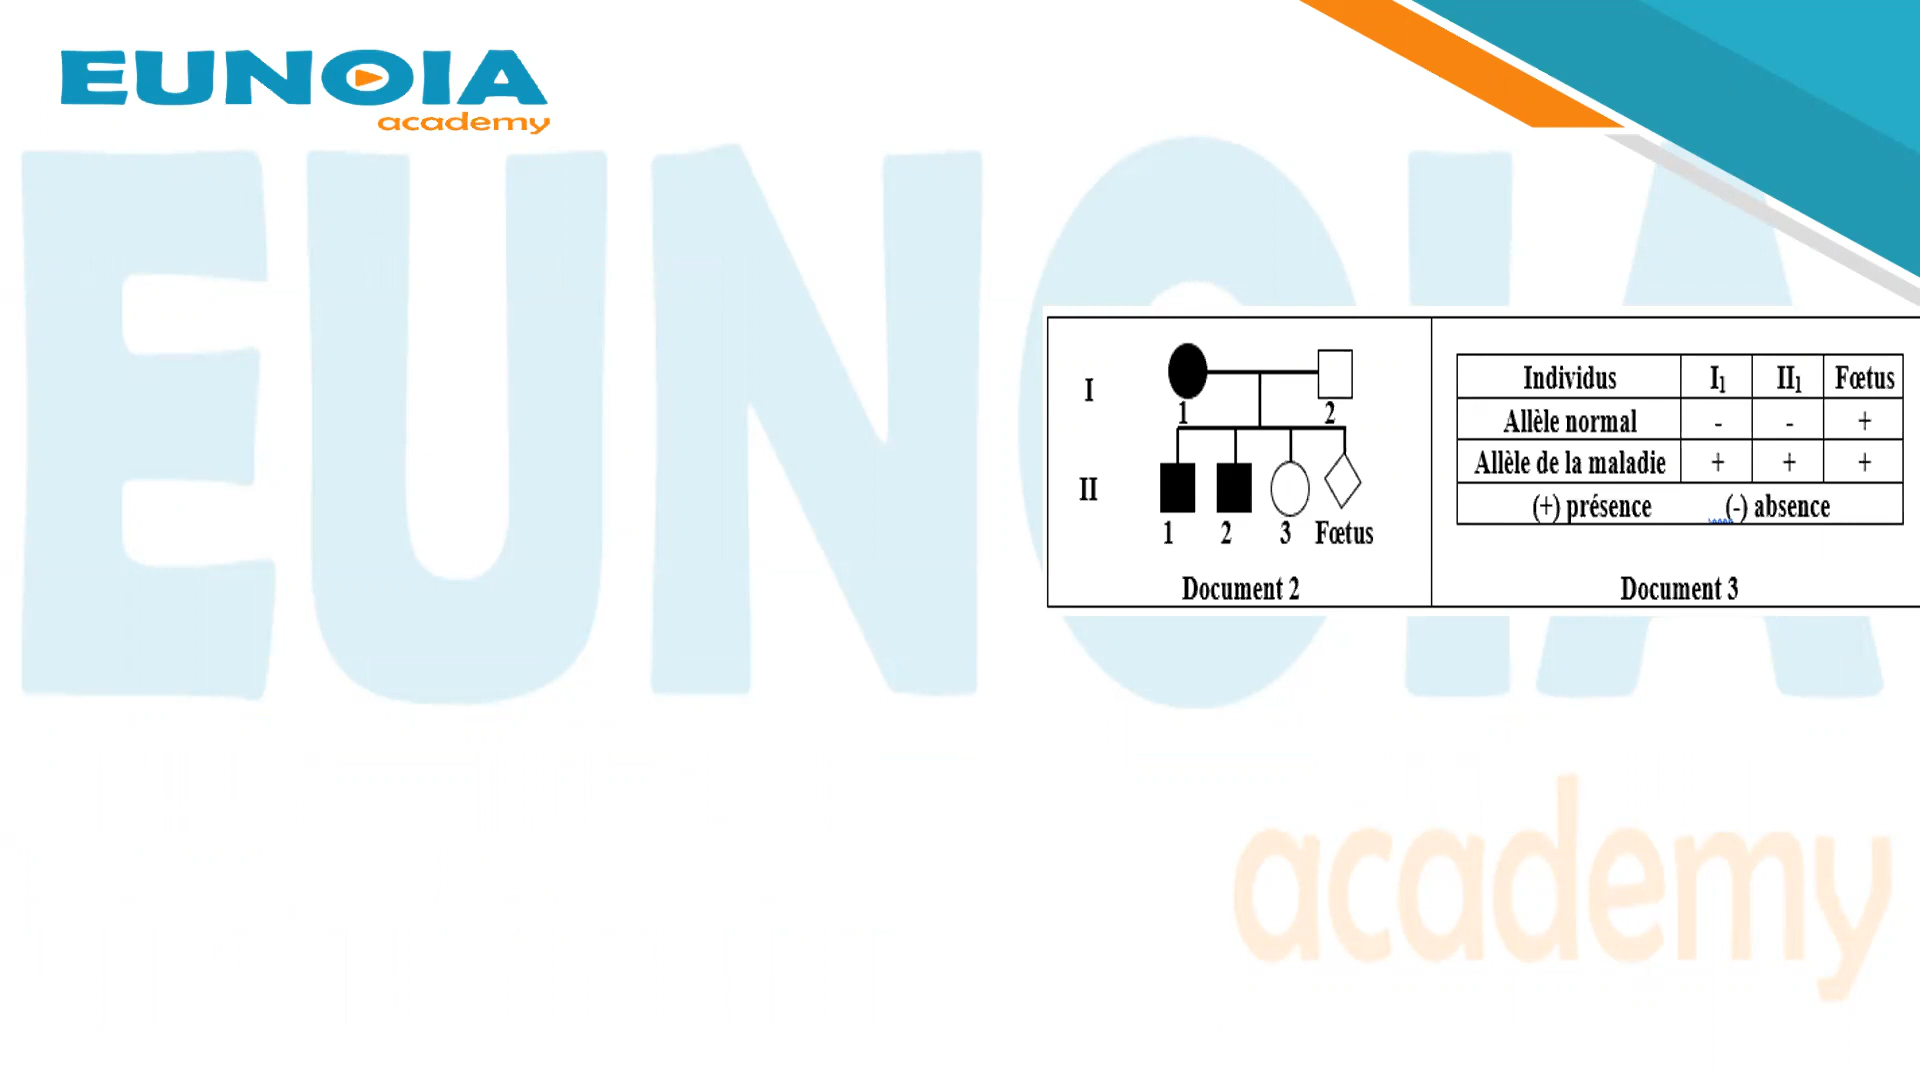 EUNOIA
academy
EUNOIA
academy
I
1
2
II
1 2 3 Fœtus
Document 2
Individus I1 II1 Fœtus
Allèle normal - - +
Allèle de la maladie + + +
(+) présence (-) absence
Document 3